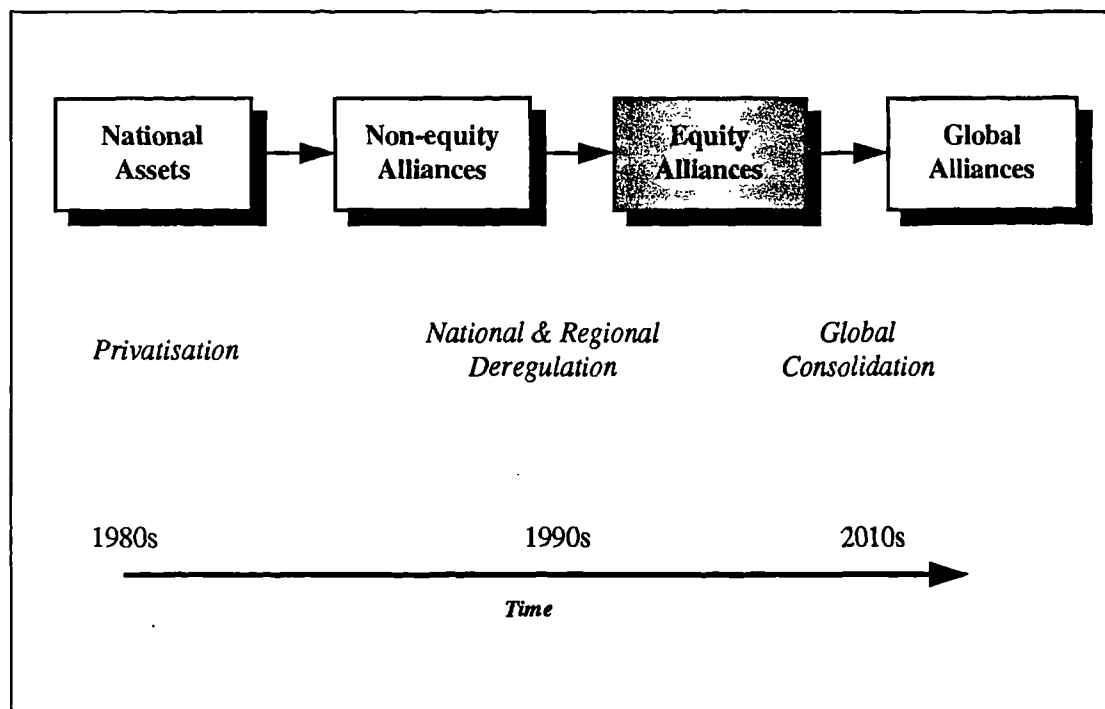 National
Assets
Non-equity
Alliances
Equity
Alliances
Global
Alliances
Privatisation
National & Regional
Deregulation
Global
Consolidation
1980s
1990s
2010s
Time